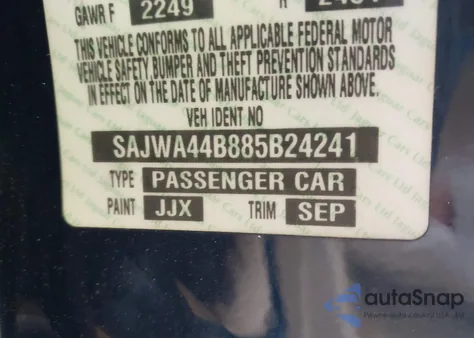 GAWR F 2249 R
THIS VEHICLE CONFORMS TO ALL APPLICABLE FEDERAL MOTOR
VEHICLE SAFETY, BUMPER AND THEFT PREVENTION STANDARDS
IN EFFECT ON THE DATE OF MANUFACTURE SHOWN ABOVE.
VEH IDENT NO
SAJWA44B885B24241
TYPE PASSENGER CAR
PAINT JJX TRIM SEP
autoSnap